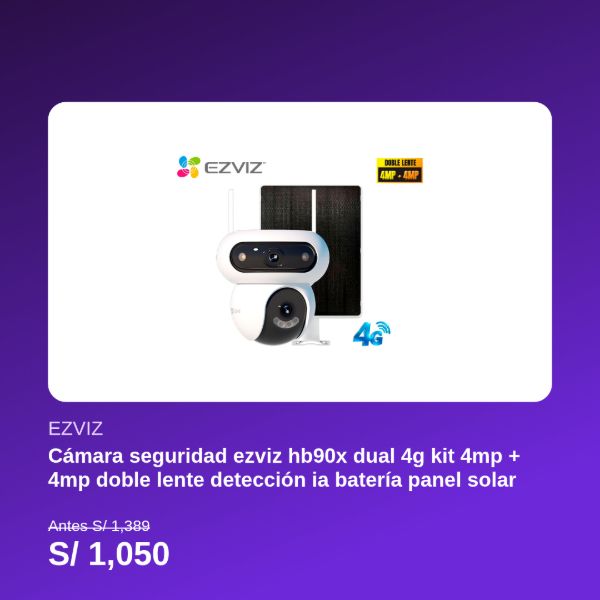 EZVIZ
DOBLE LENTE
4MP + 4MP
4G
EZVIZ
Cámara seguridad ezviz hb90x dual 4g kit 4mp +
4mp doble lente detección ia batería panel solar
Antes S/ 1,389
S/ 1,050